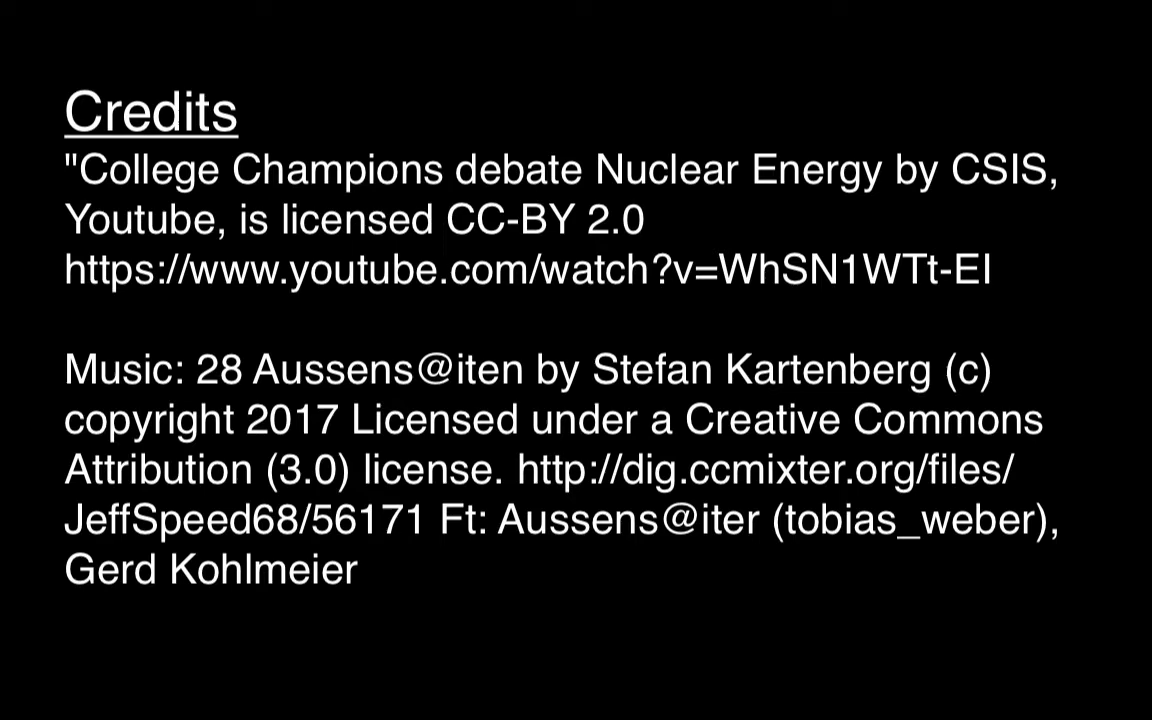 Credits
"College Champions debate Nuclear Energy by CSIS,
Youtube, is licensed CC-BY 2.0
https://www.youtube.com/watch?v=WhSN1WTt-EI
Music: 28 Aussens@iten by Stefan Kartenberg (c)
copyright 2017 Licensed under a Creative Commons
Attribution (3.0) license. http://dig.ccmixter.org/files/
JeffSpeed68/56171 Ft: Aussens@iter (tobias_weber),
Gerd Kohlmeier